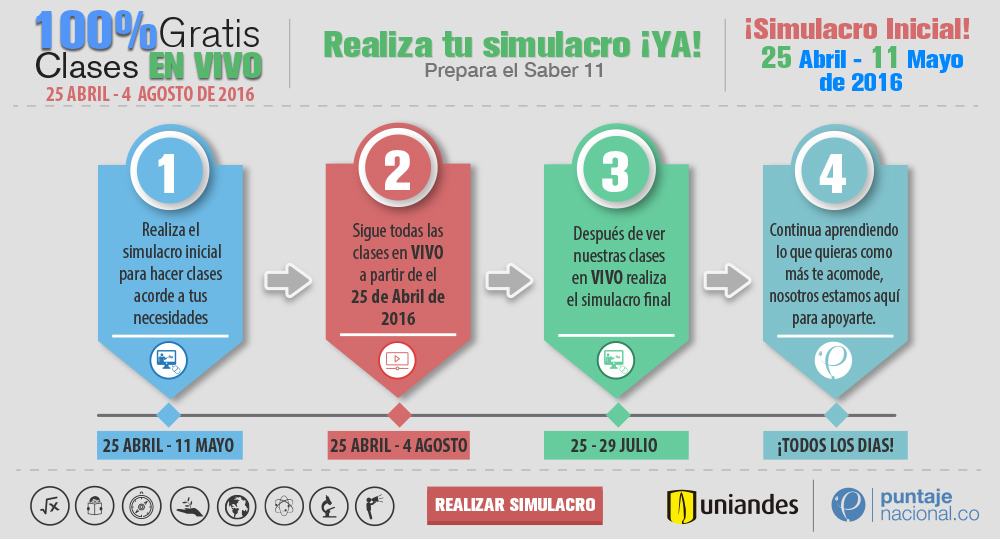 100% Gratis
Clases EN VIVO
25 ABRIL - 4 AGOSTO DE 2016
Realiza tu simulacro ¡YA!
Prepara el Saber 11
¡Simulacro Inicial!
25 Abril - 11 Mayo
de 2016
1
Realiza el
simulacro inicial
para hacer clases
acorde a tus
necesidades
2
Sigue todas las
clases en VIVO
a partir de el
25 de Abril de
2016
3
Después de ver
nuestras clases
en VIVO realiza
el simulacro final
4
Continua aprendiendo
lo que quieras como
más te acomode,
nosotros estamos aquí
para apoyarte.
25 ABRIL - 11 MAYO
25 ABRIL - 4 AGOSTO
25 - 29 JULIO
¡TODOS LOS DIAS!
√x
REALIZAR SIMULACRO
uniandes
puntaje
nacional.co